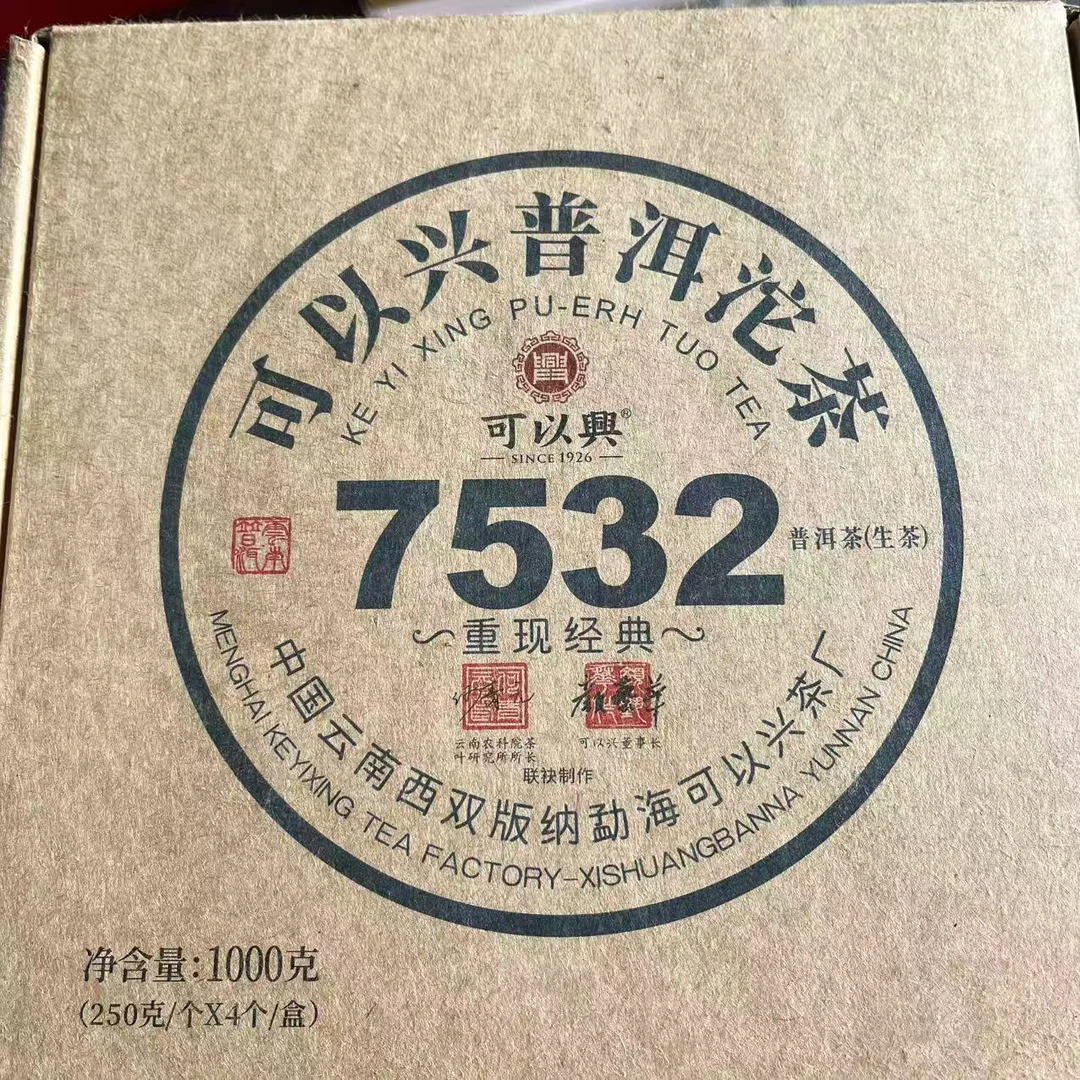 可以兴普洱沱茶
KE YI XING PU-ERH TUO TEA
可以興®
SINCE 1926
7532
普洱茶(生茶)
重现经典
云南农科院茶
叶研究所所长
可以兴董事长
联袂制作
中国云南西双版纳勐海可以兴茶厂
MENGHAI KEYIXING TEA FACTORY–XISHUANGBANNA YUNNAN CHINA
净含量:1000克
(250克/个X4个/盒)